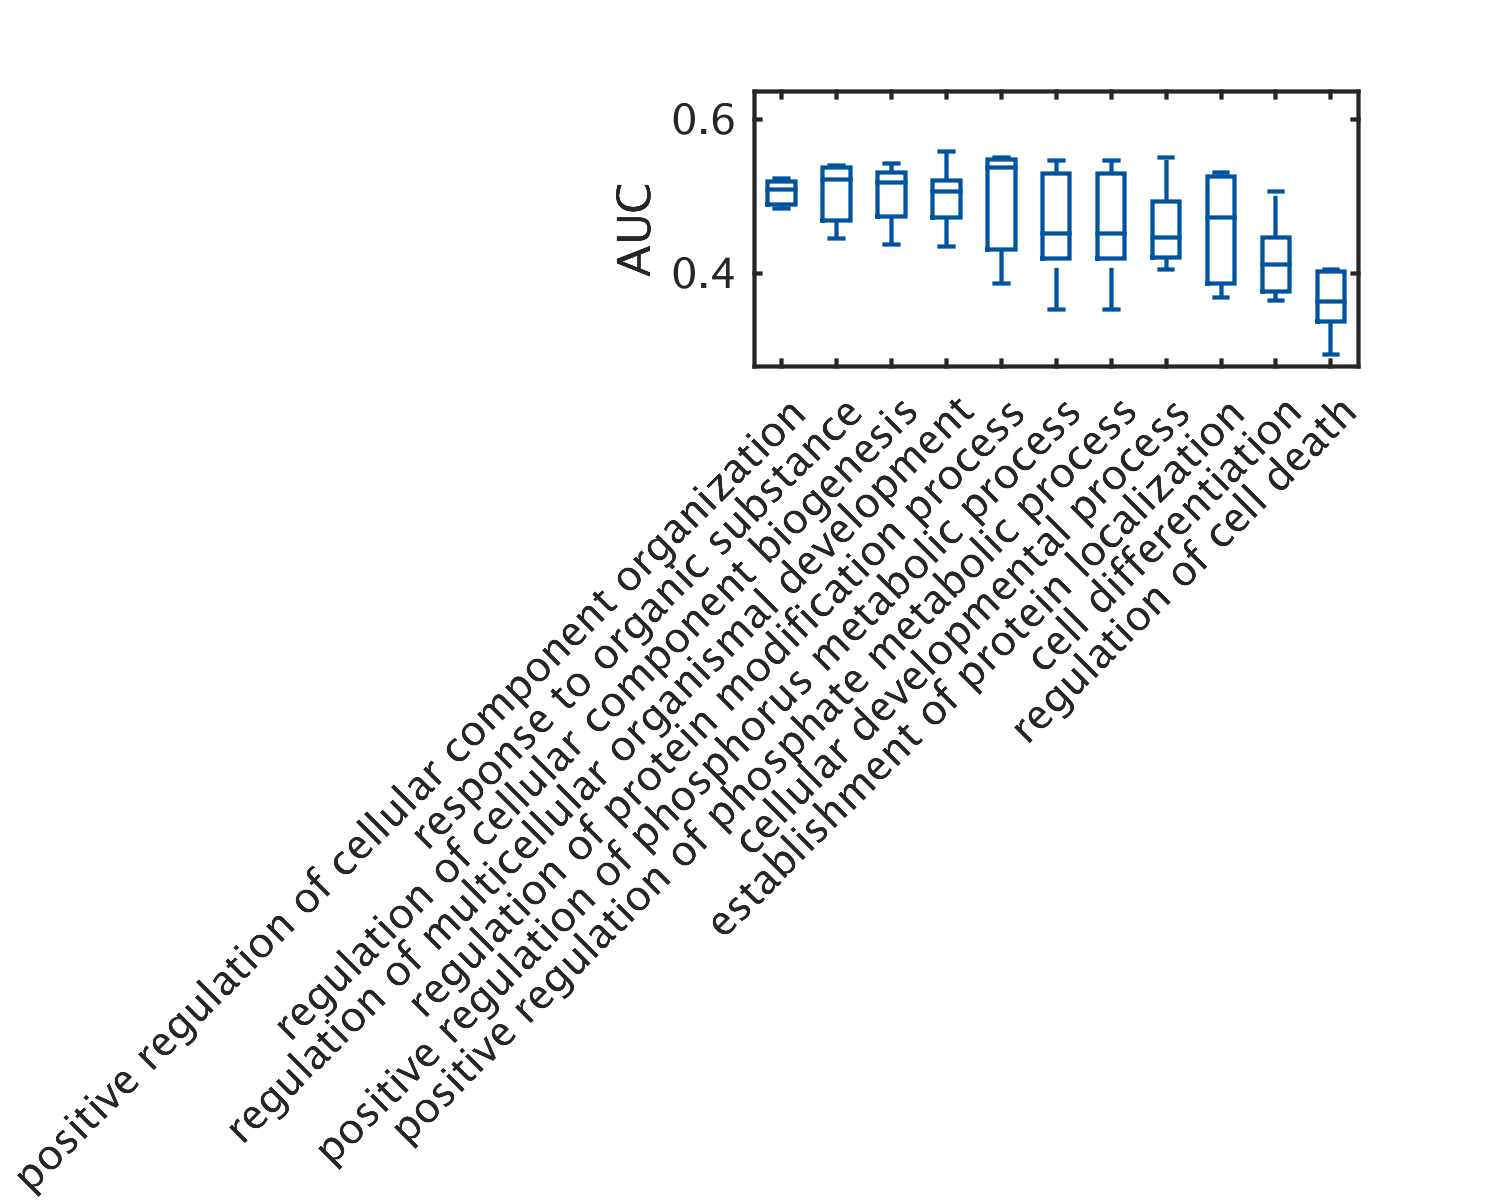 0.6
AUC
0.4
positive regulation of cellular component organization
response to organic substance
regulation of cellular component biogenesis
regulation of multicellular organismal development
regulation of protein modification process
positive regulation of phosphorus metabolic process
positive regulation of phosphate metabolic process
cellular developmental process
establishment of protein localization
cell differentiation
regulation of cell death